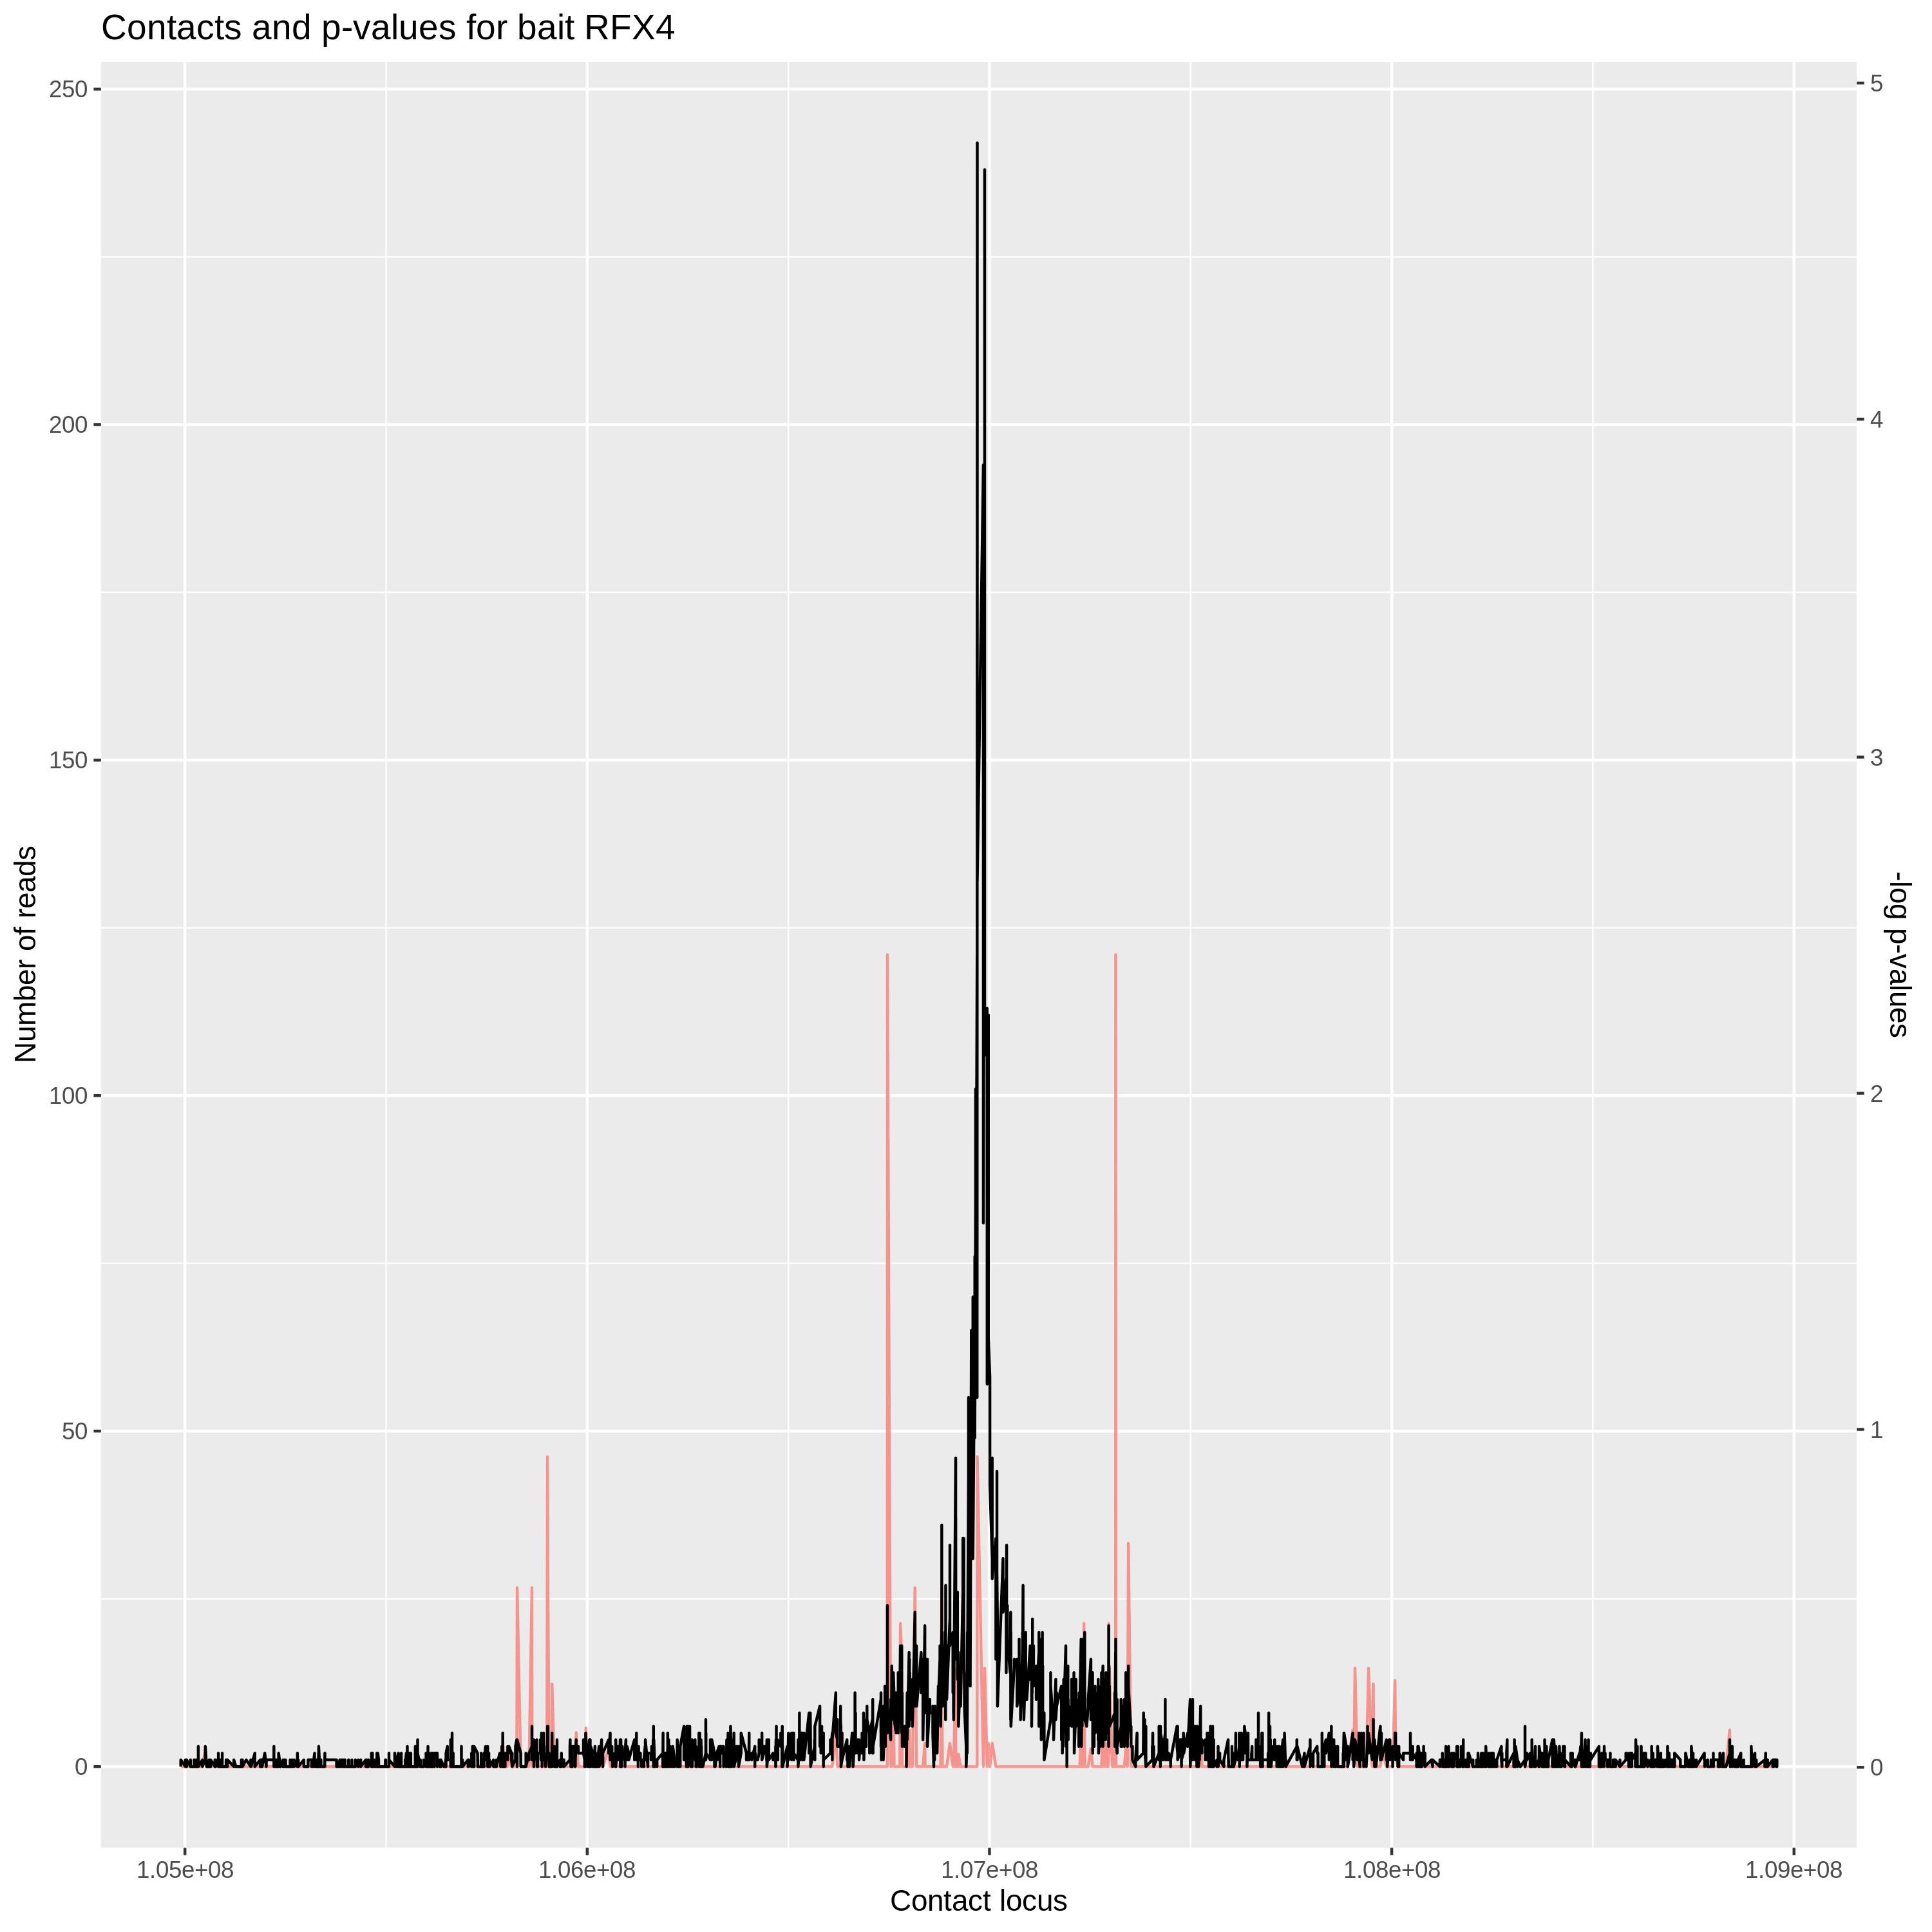 Contacts and p-values for bait RFX4
250
200
150
100
50
0
5
4
3
2
1
0
Number of reads
-log p-values
1.05e+08
1.06e+08
1.07e+08
1.08e+08
1.09e+08
Contact locus